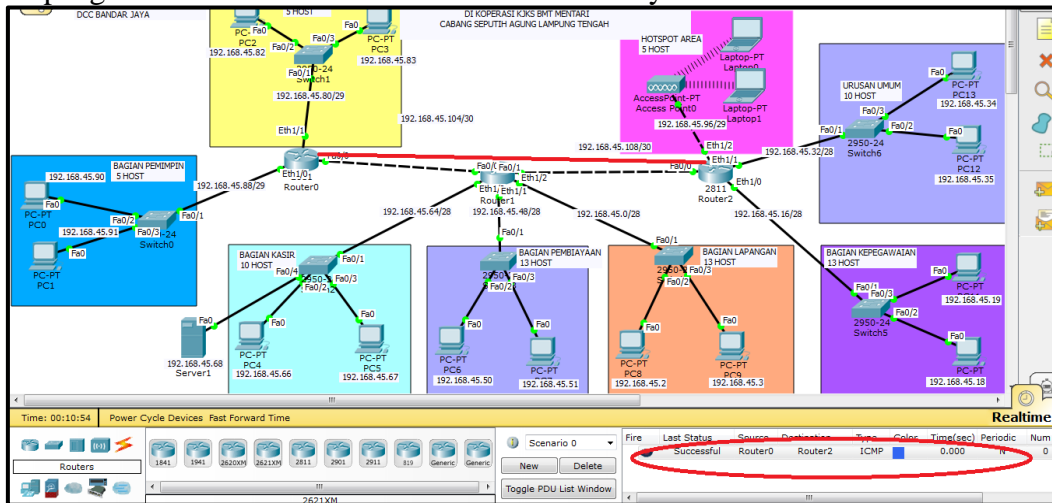 DCC BANDAR JAYA
5 HOST
DI KOPERASI KJKS BMT MENTARI
CABANG SEPUTIH AGUNG LAMPUNG TENGAH
Fa0
PC-PT
PC2
192.168.45.82
Fa0/2
Fa0/3
Fa0
PC-PT
PC3
192.168.45.83
Fa0/1
2950-24
Switch1
192.168.45.80/29
192.168.45.104/30
Eth1/1
Router0
Eth1/0
HOTSPOT AREA
5 HOST
Laptop-PT
Laptop0
AccessPoint-PT
Access Point0
Laptop-PT
Laptop1
192.168.45.96/29
192.168.45.108/30
Eth1/2
Eth1/1
Fa0/0
Eth1/0
2811
Router2
192.168.45.32/28
URUSAN UMUM
10 HOST
Fa0
PC-PT
PC13
192.168.45.34
Fa0/3
Fa0/1
Fa0/2
2950-24
Switch6
Fa0
PC-PT
PC12
192.168.45.35
BAGIAN PEMIMPIN
5 HOST
192.168.45.90
Fa0
PC-PT
PC0
192.168.45.91
Fa0/2
Fa0/3
Fa0/1
Switch0
Fa0
PC-PT
PC1
192.168.45.88/29
Fa0/1
Eth1/2
Eth1/1
Router1
192.168.45.64/28
192.168.45.48/28
192.168.45.0/28
192.168.45.16/28
BAGIAN KASIR
10 HOST
Fa0/1
Fa0/4
Fa0/3
Fa0/2
Fa0
192.168.45.68
Server1
Fa0
PC-PT
PC4
192.168.45.66
Fa0
PC-PT
PC5
192.168.45.67
BAGIAN PEMBIAYAAN
13 HOST
Fa0/1
Fa0/3
Fa0
PC-PT
PC6
192.168.45.50
Fa0
PC-PT
192.168.45.51
BAGIAN LAPANGAN
13 HOST
Fa0/1
Fa0/3
Fa0/2
Fa0
PC-PT
PC8
192.168.45.2
Fa0
PC-PT
PC9
192.168.45.3
BAGIAN KEPEGAWAIAN
13 HOST
Fa0/1
Fa0/3
Fa0/2
2950-24
Switch5
Fa0
PC-PT
192.168.45.19
Fa0
PC-PT
192.168.45.18
Time: 00:10:54 Power Cycle Devices Fast Forward Time
Realtime
Routers
1841 1941 2620XM 2621XM 2811 2901 2911 819 Generic Generic
2621XM
Scenario 0
New Delete
Toggle PDU List Window
Fire Last Status Source Destination Type Color Time(sec) Periodic Num
Successful Router0 Router2 ICMP 0.000 N 0